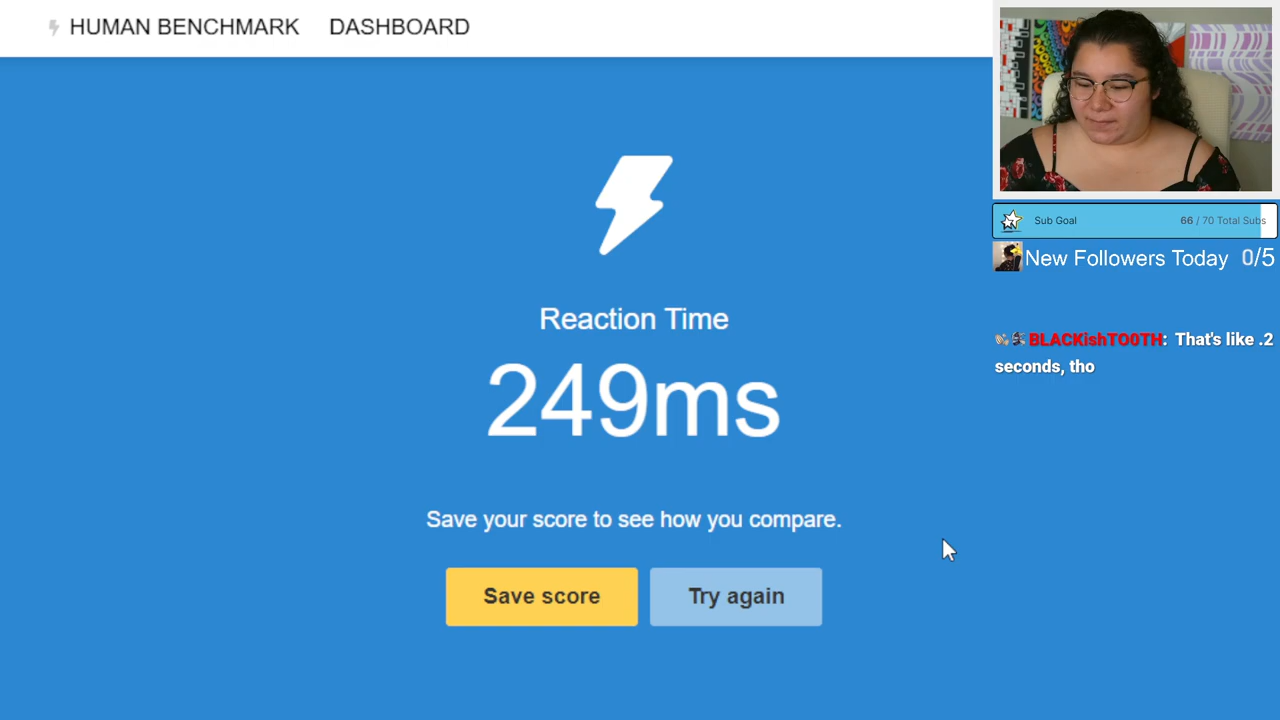 HUMAN BENCHMARK DASHBOARD
Reaction Time
249ms
Save your score to see how you compare.
Save score
Try again
Sub Goal 66 / 70 Total Subs
New Followers Today 0/5
BLACKishTO0TH: That's like .2
seconds, tho